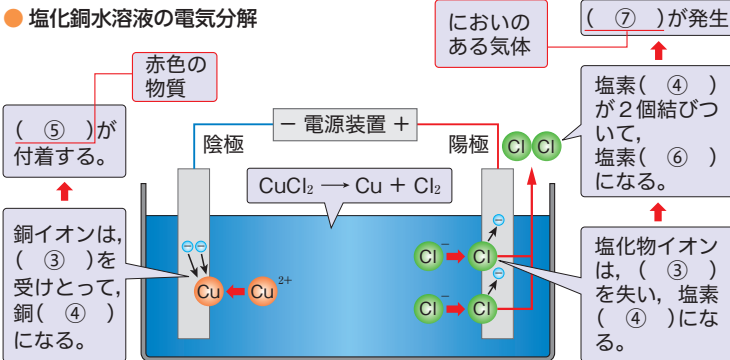 ● 塩化銅水溶液の電気分解
においの
ある気体
( ⑦ )が発生
赤色の
物質
( ⑤ )が
付着する。
塩素( ④ )
が2個結びつ
いて,
塩素( ⑥ )
になる。
− 電源装置 +
陰極
陽極
Cl Cl
CuCl₂ → Cu + Cl₂
銅イオンは,
( ③ )を
受けとって,
銅( ④ )
になる。
⊖⊖
Cu Cu²⁺
⊖
Cl⁻ Cl
⊖
Cl⁻ Cl
塩化物イオン
は,( ③ )
を失い, 塩素
( ④ )にな
る。